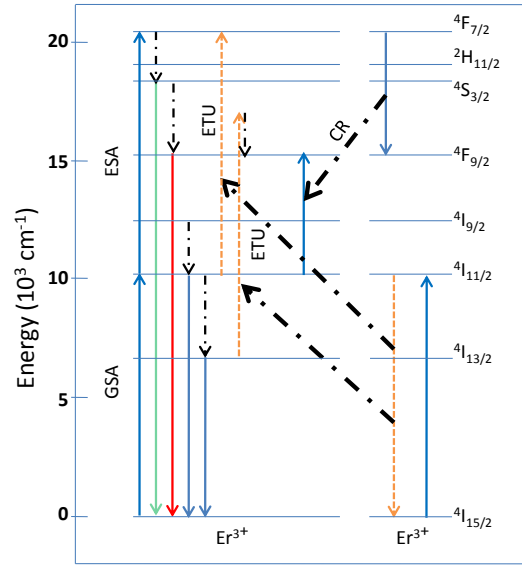 ⁴F₇/₂
20
²H₁₁/₂
⁴S₃/₂
ETU
CR
ESA
15
⁴F₉/₂
⁴I₉/₂
ETU
10
⁴I₁₁/₂
Energy (10³ cm⁻¹)
GSA
⁴I₁₃/₂
5
0
⁴I₁₅/₂
Er³⁺ Er³⁺